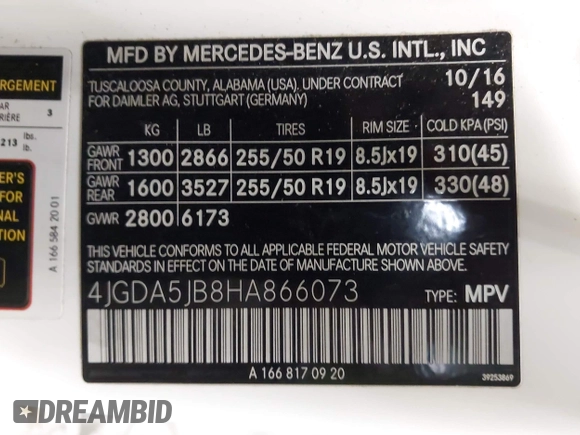 ARGEMENT
AR
RIÈRE 3
213 lbs.
lb.
ER'S
FOR
NAL
TION
A 166 584 20 01
MFD BY MERCEDES-BENZ U.S. INTL., INC
TUSCALOOSA COUNTY, ALABAMA (USA). UNDER CONTRACT 10/16
FOR DAIMLER AG, STUTTGART (GERMANY) 149
KG LB TIRES RIM SIZE COLD KPA (PSI)
GAWR FRONT 1300 2866 255/50 R19 8.5Jx19 310(45)
GAWR REAR 1600 3527 255/50 R19 8.5Jx19 330(48)
GVWR 2800 6173
THIS VEHICLE CONFORMS TO ALL APPLICABLE FEDERAL MOTOR VEHICLE SAFETY
STANDARDS IN EFFECT ON THE DATE OF MANUFACTURE SHOWN ABOVE.
4JGDA5JB8HA866073 TYPE: MPV
A 166 817 09 20
39253869
DREAMBID